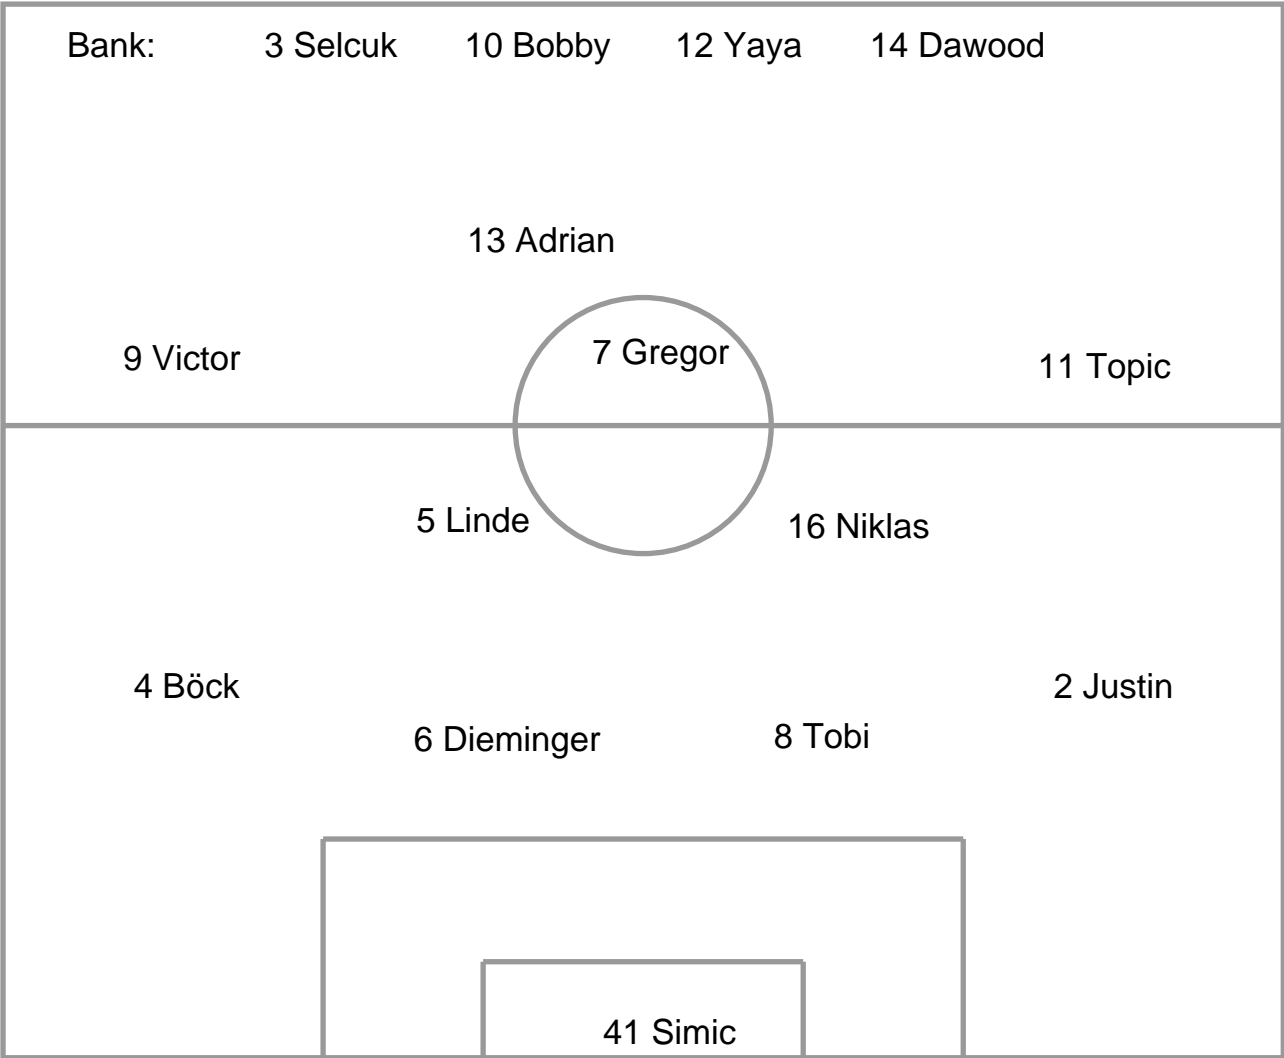 Bank: 3 Selcuk 10 Bobby 12 Yaya 14 Dawood
13 Adrian
9 Victor 7 Gregor 11 Topic
5 Linde 16 Niklas
4 Böck 2 Justin
6 Dieminger 8 Tobi
41 Simic